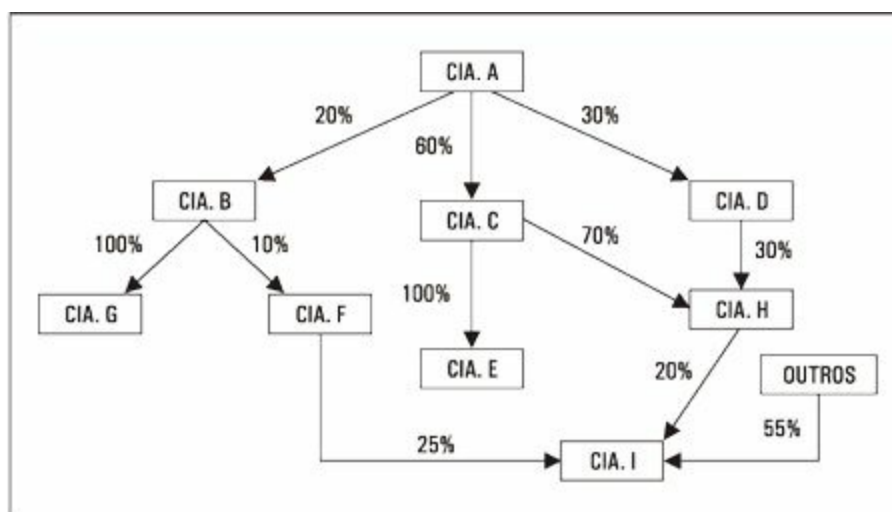 CIA. A
20%
60%
30%
CIA. B
CIA. C
CIA. D
100%
10%
70%
30%
100%
CIA. G
CIA. F
CIA. H
CIA. E
20%
OUTROS
25%
CIA. I
55%